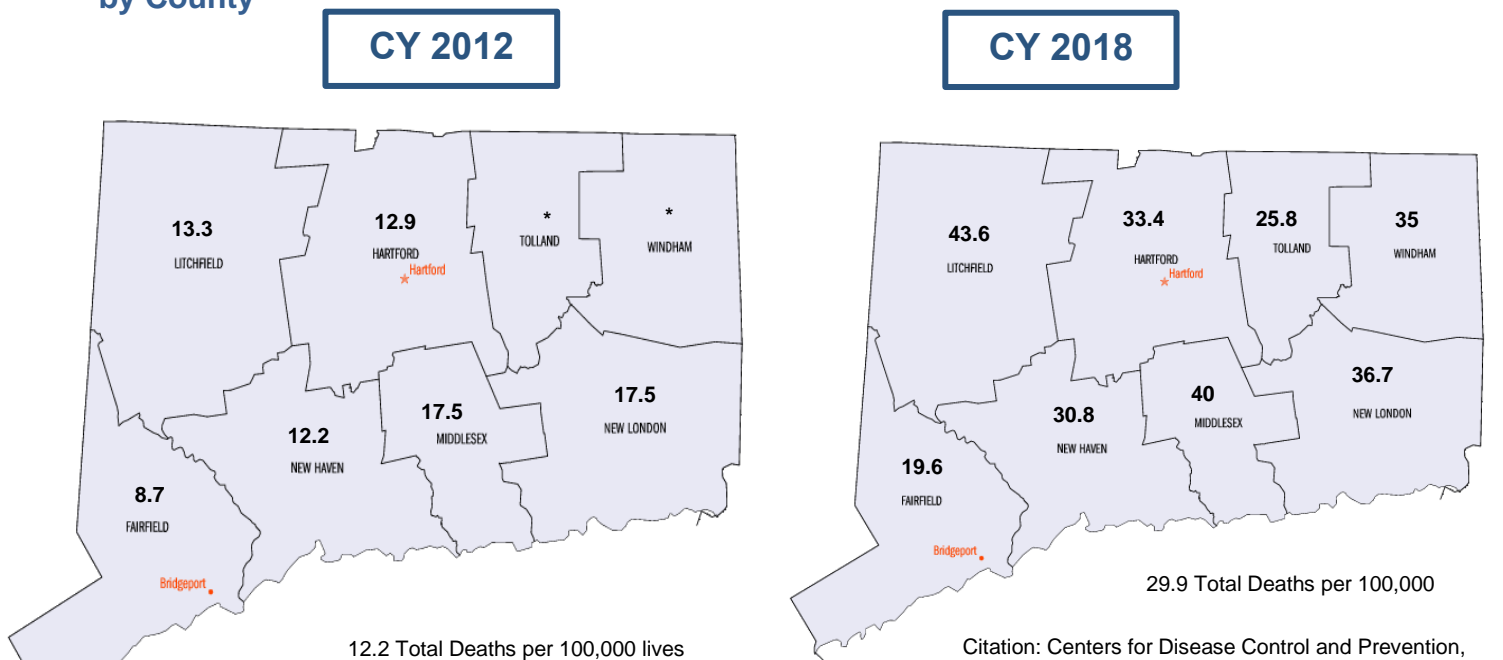 by County
CY 2012
CY 2018
13.3
LITCHFIELD
12.9
HARTFORD
Hartford
*
TOLLAND
*
WINDHAM
8.7
FAIRFIELD
Bridgeport
12.2
NEW HAVEN
17.5
MIDDLESEX
17.5
NEW LONDON
12.2 Total Deaths per 100,000 lives
43.6
LITCHFIELD
33.4
HARTFORD
Hartford
25.8
TOLLAND
35
WINDHAM
19.6
FAIRFIELD
Bridgeport
30.8
NEW HAVEN
40
MIDDLESEX
36.7
NEW LONDON
29.9 Total Deaths per 100,000
Citation: Centers for Disease Control and Prevention,